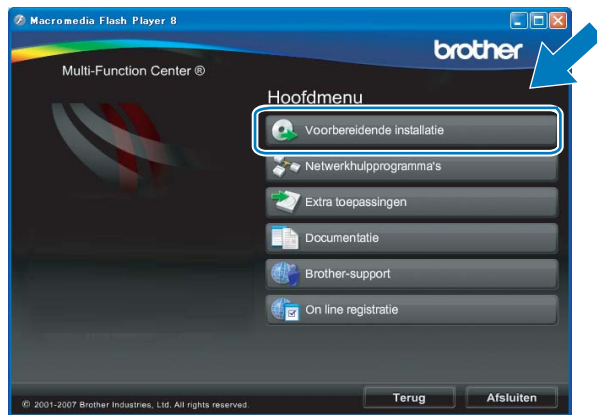 Macromedia Flash Player 8
brother
Multi-Function Center ®
Hoofdmenu
Voorbereidende installatie
Netwerkhulpprogramma's
Extra toepassingen
Documentatie
Brother-support
On line registratie
© 2001-2007 Brother Industries, Ltd. All rights reserved.
Terug
Afsluiten